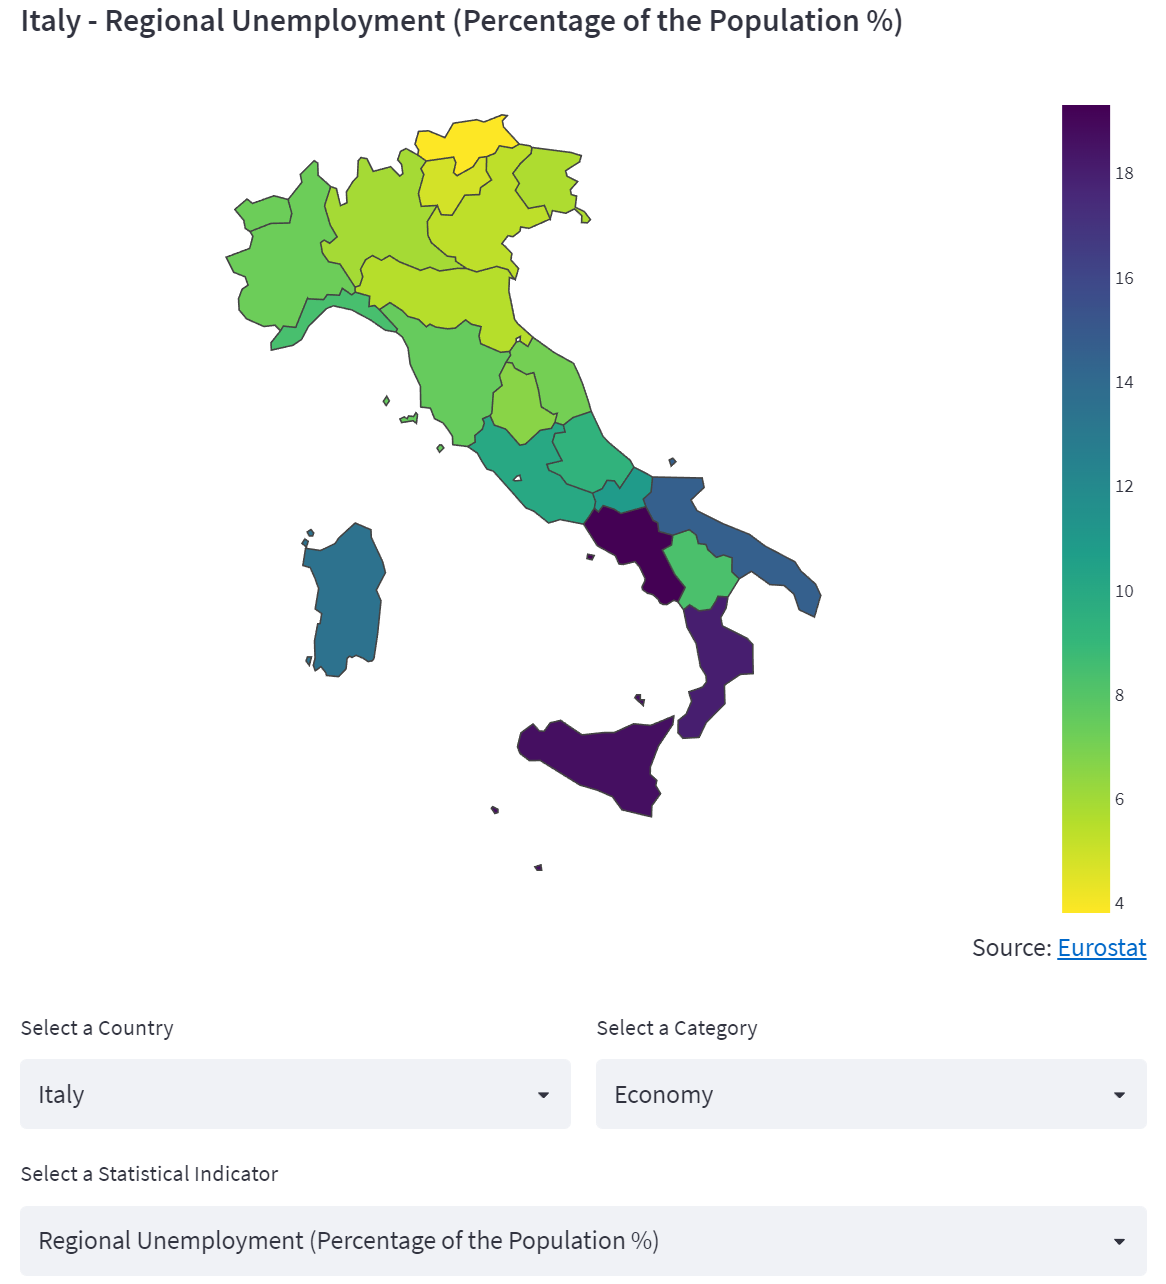 Italy - Regional Unemployment (Percentage of the Population %)
18
16
14
12
10
8
6
4
Source: Eurostat
Select a Country
Select a Category
Italy
Economy
Select a Statistical Indicator
Regional Unemployment (Percentage of the Population %)